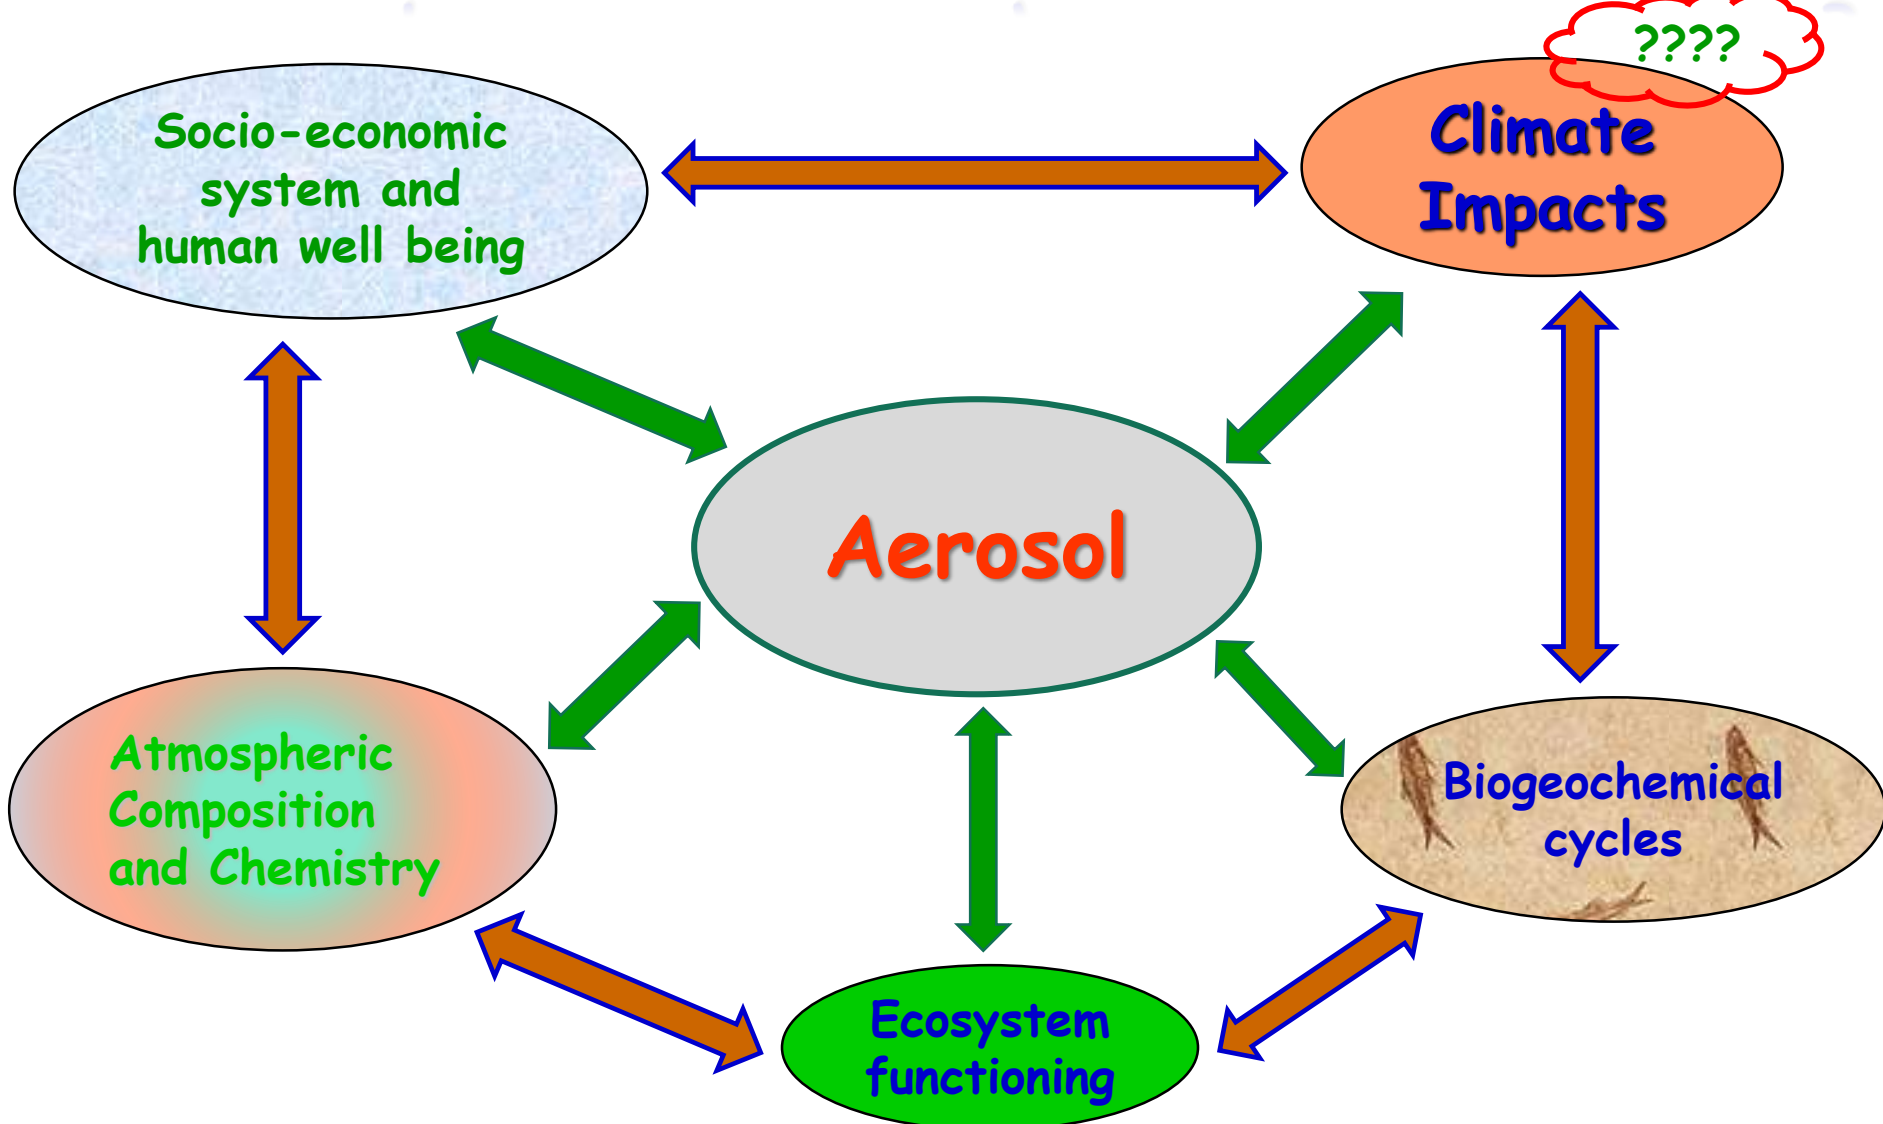 ????
Socio-economic
system and
human well being
Climate
Impacts
Aerosol
Atmospheric
Composition
and Chemistry
Biogeochemical
cycles
Ecosystem
functioning